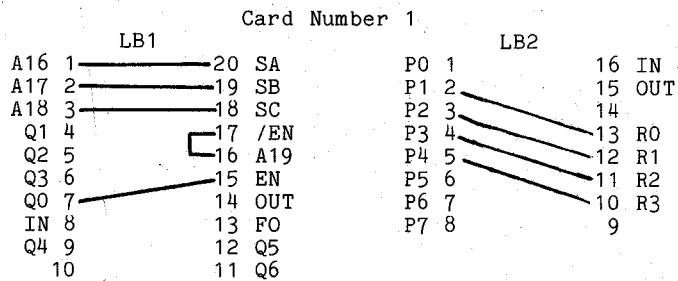 Card Number 1
LB1 LB2
A16 1 20 SA P0 1 16 IN
A17 2 19 SB P1 2 15 OUT
A18 3 18 SC P2 3 14
Q1 4 17 /EN P3 4 13 R0
Q2 5 16 A19 P4 5 12 R1
Q3 6 15 EN P5 6 11 R2
Q0 7 14 OUT P6 7 10 R3
IN 8 13 FO P7 8 9
Q4 9 12 Q5
10 11 Q6